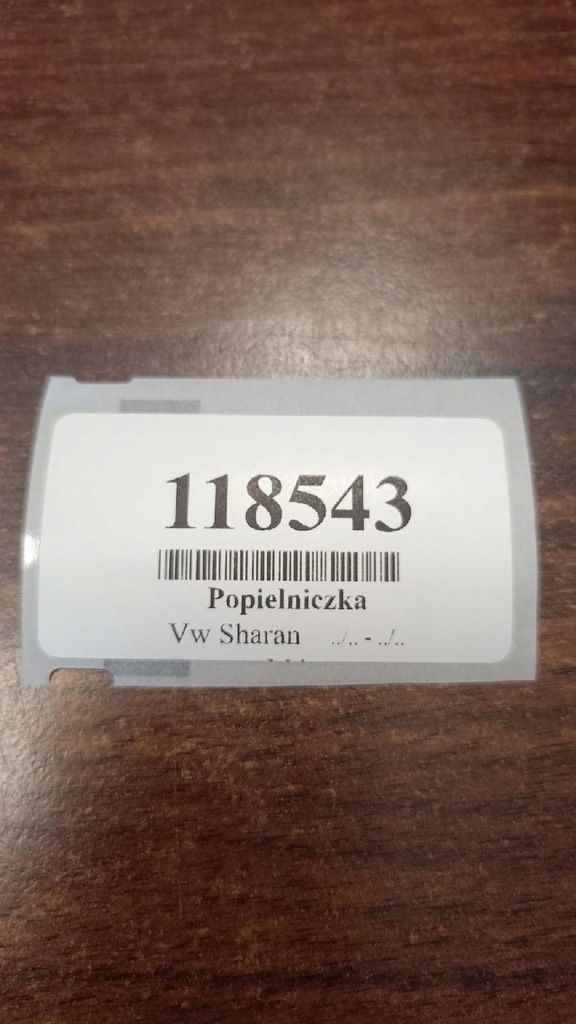 118543
Popielniczka
Vw Sharan ../.. - ../..